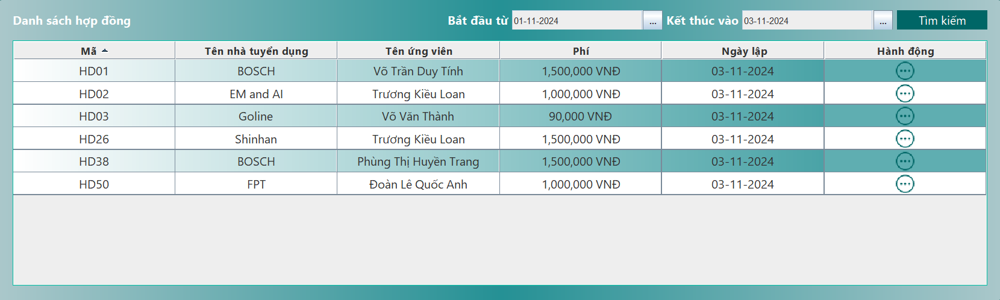 Danh sách hợp đồng Bắt đầu từ 01-11-2024 ... Kết thúc vào 03-11-2024 ... Tìm kiếm
Mã Tên nhà tuyển dụng Tên ứng viên Phí Ngày lập Hành động
HD01 BOSCH Võ Trần Duy Tính 1,500,000 VNĐ 03-11-2024
HD02 EM and AI Trương Kiều Loan 1,000,000 VNĐ 03-11-2024
HD03 Goline Võ Văn Thành 90,000 VNĐ 03-11-2024
HD26 Shinhan Trương Kiều Loan 1,500,000 VNĐ 03-11-2024
HD38 BOSCH Phùng Thị Huyền Trang 1,500,000 VNĐ 03-11-2024
HD50 FPT Đoàn Lê Quốc Anh 1,000,000 VNĐ 03-11-2024